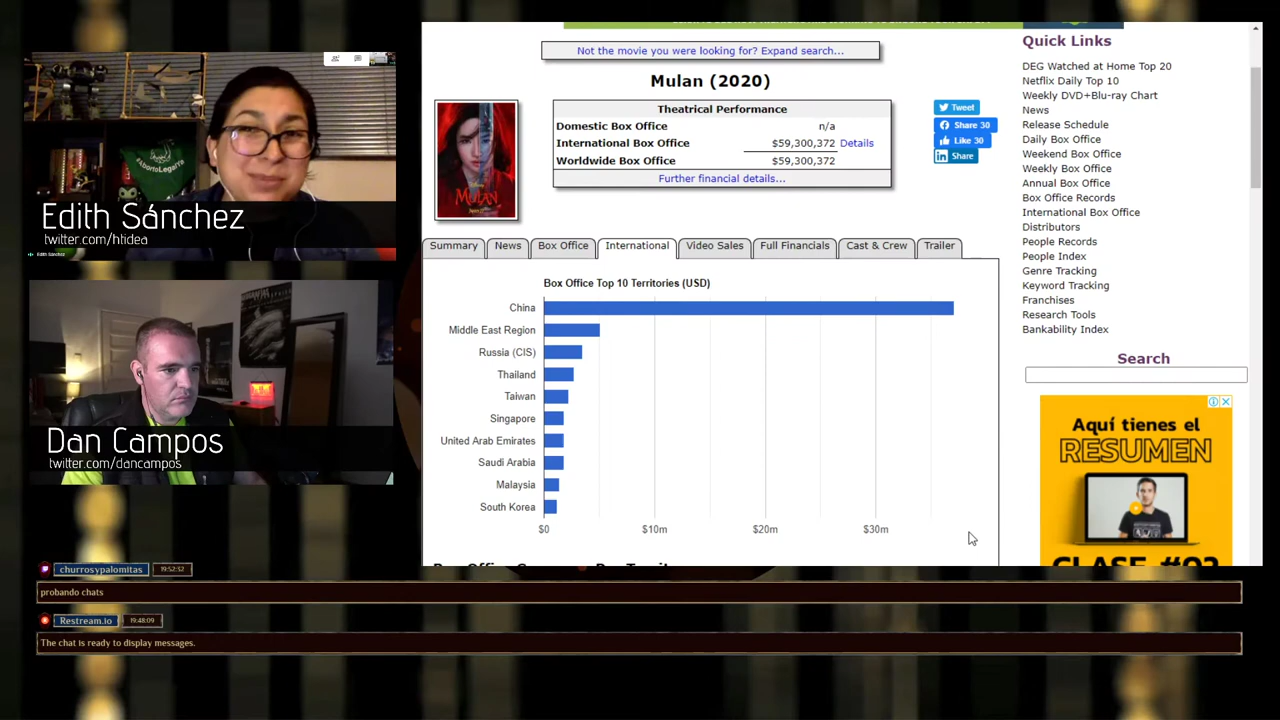 #AbortoLegalYa
Edith Sánchez
twitter.com/htidea
Edith Sánchez
Dan Campos
twitter.com/dancampos
Not the movie you were looking for? Expand search...
Mulan (2020)
MULAN
Theatrical Performance
Domestic Box Office n/a
International Box Office $59,300,372 Details
Worldwide Box Office $59,300,372
Further financial details...
Tweet
Share 30
Like 30
Share
Summary News Box Office International Video Sales Full Financials Cast & Crew Trailer
Box Office Top 10 Territories (USD)
China
Middle East Region
Russia (CIS)
Thailand
Taiwan
Singapore
United Arab Emirates
Saudi Arabia
Malaysia
South Korea
$0 $10m $20m $30m
Quick Links
DEG Watched at Home Top 20
Netflix Daily Top 10
Weekly DVD+Blu-ray Chart
News
Release Schedule
Daily Box Office
Weekend Box Office
Weekly Box Office
Annual Box Office
Box Office Records
International Box Office
Distributors
People Records
People Index
Genre Tracking
Keyword Tracking
Franchises
Research Tools
Bankability Index
Search
Aquí tienes el
RESUMEN
churrosypalomitas 19:52:32
probando chats
Restream.io 19:48:09
The chat is ready to display messages.